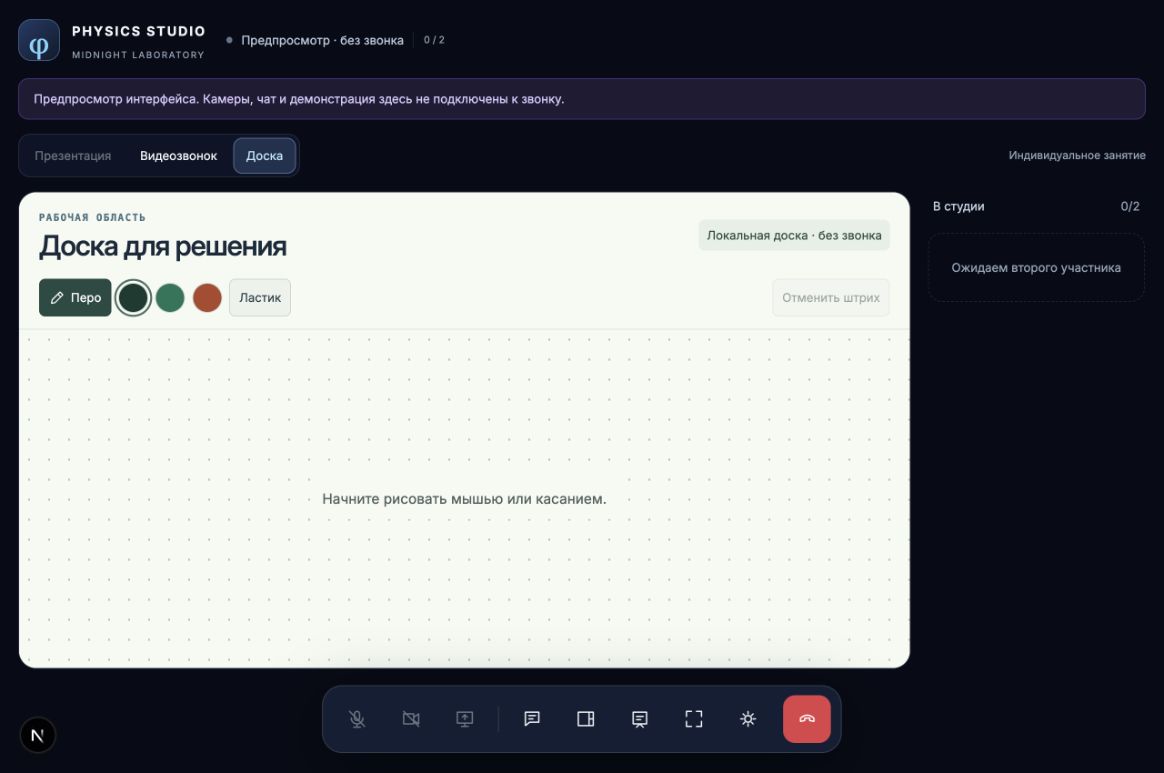 φ
PHYSICS STUDIO
MIDNIGHT LABORATORY
Предпросмотр · без звонка
0 / 2
Предпросмотр интерфейса. Камеры, чат и демонстрация здесь не подключены к звонку.
Презентация
Видеозвонок
Доска
Индивидуальное занятие
РАБОЧАЯ ОБЛАСТЬ
Доска для решения
Локальная доска · без звонка
Перо
Ластик
Отменить штрих
Начните рисовать мышью или касанием.
В студии
0/2
Ожидаем второго участника
N